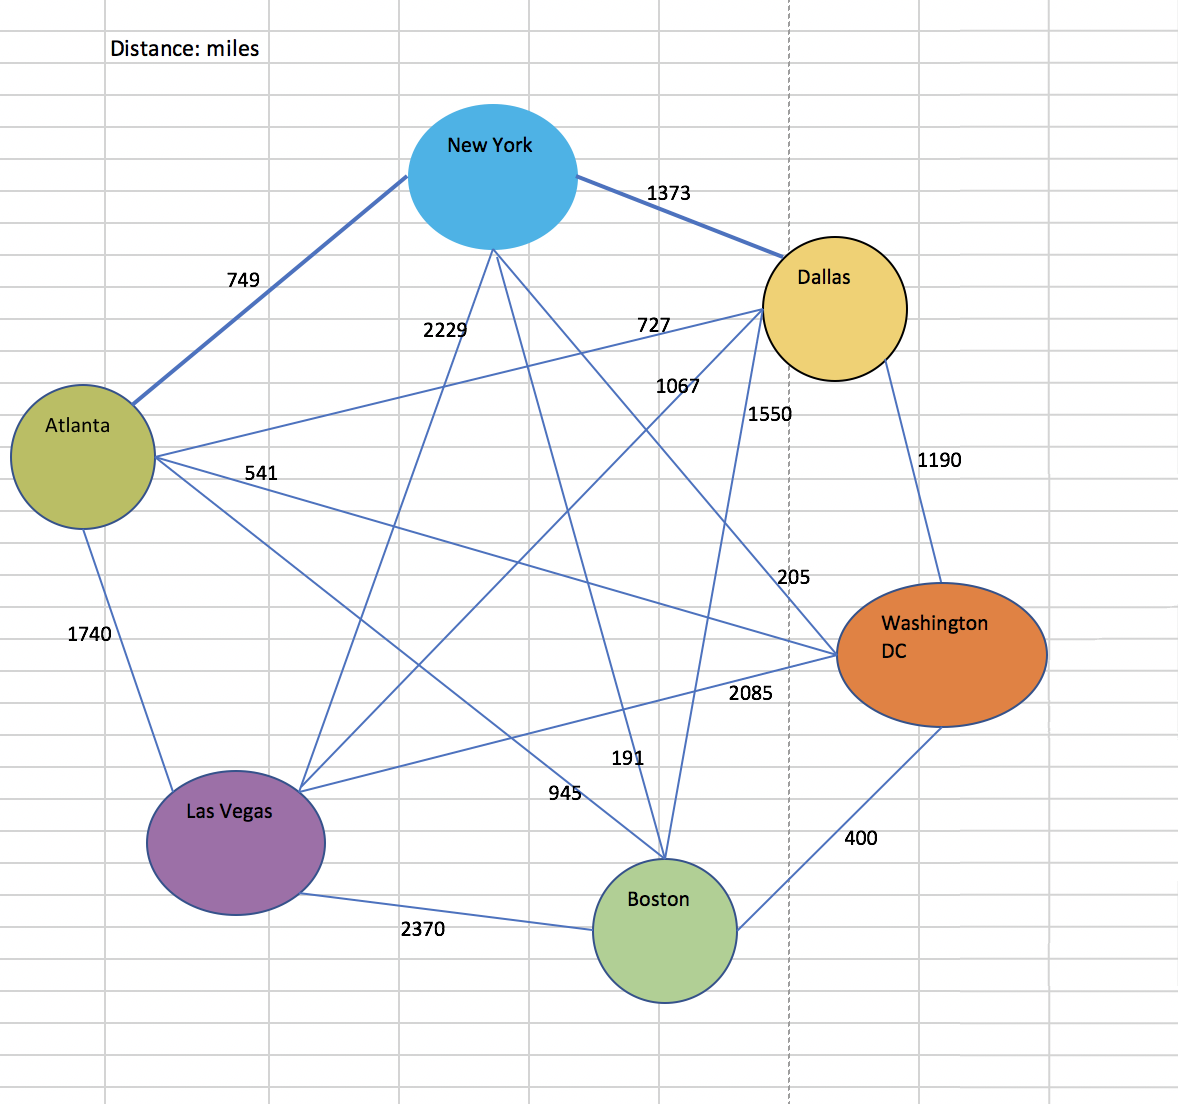 Distance: miles
New York
1373
Dallas
749
727
2229
1067
1550
Atlanta
1190
541
205
Washington
DC
1740
2085
191
945
Las Vegas
400
Boston
2370